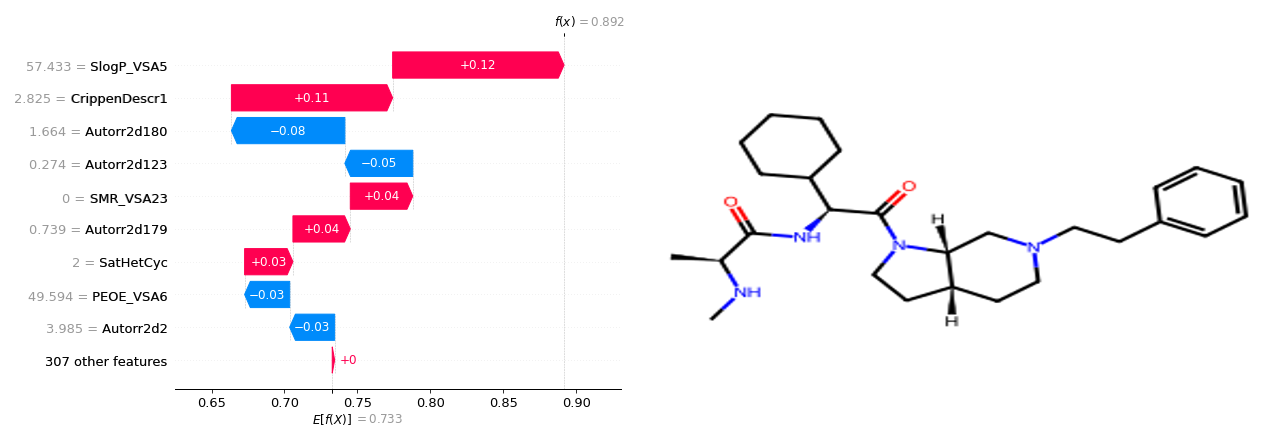 f(x) = 0.892
57.433 = SlogP_VSA5 +0.12
2.825 = CrippenDescr1 +0.11
1.664 = Autorr2d180 −0.08
0.274 = Autorr2d123 −0.05
0 = SMR_VSA23 +0.04
0.739 = Autorr2d179 +0.04
2 = SatHetCyc +0.03
49.594 = PEOE_VSA6 −0.03
3.985 = Autorr2d2 −0.03
307 other features +0
0.65 0.70 0.75 0.80 0.85 0.90
E[f(X)] = 0.733
O
O
H
NH
N
N
NH
H